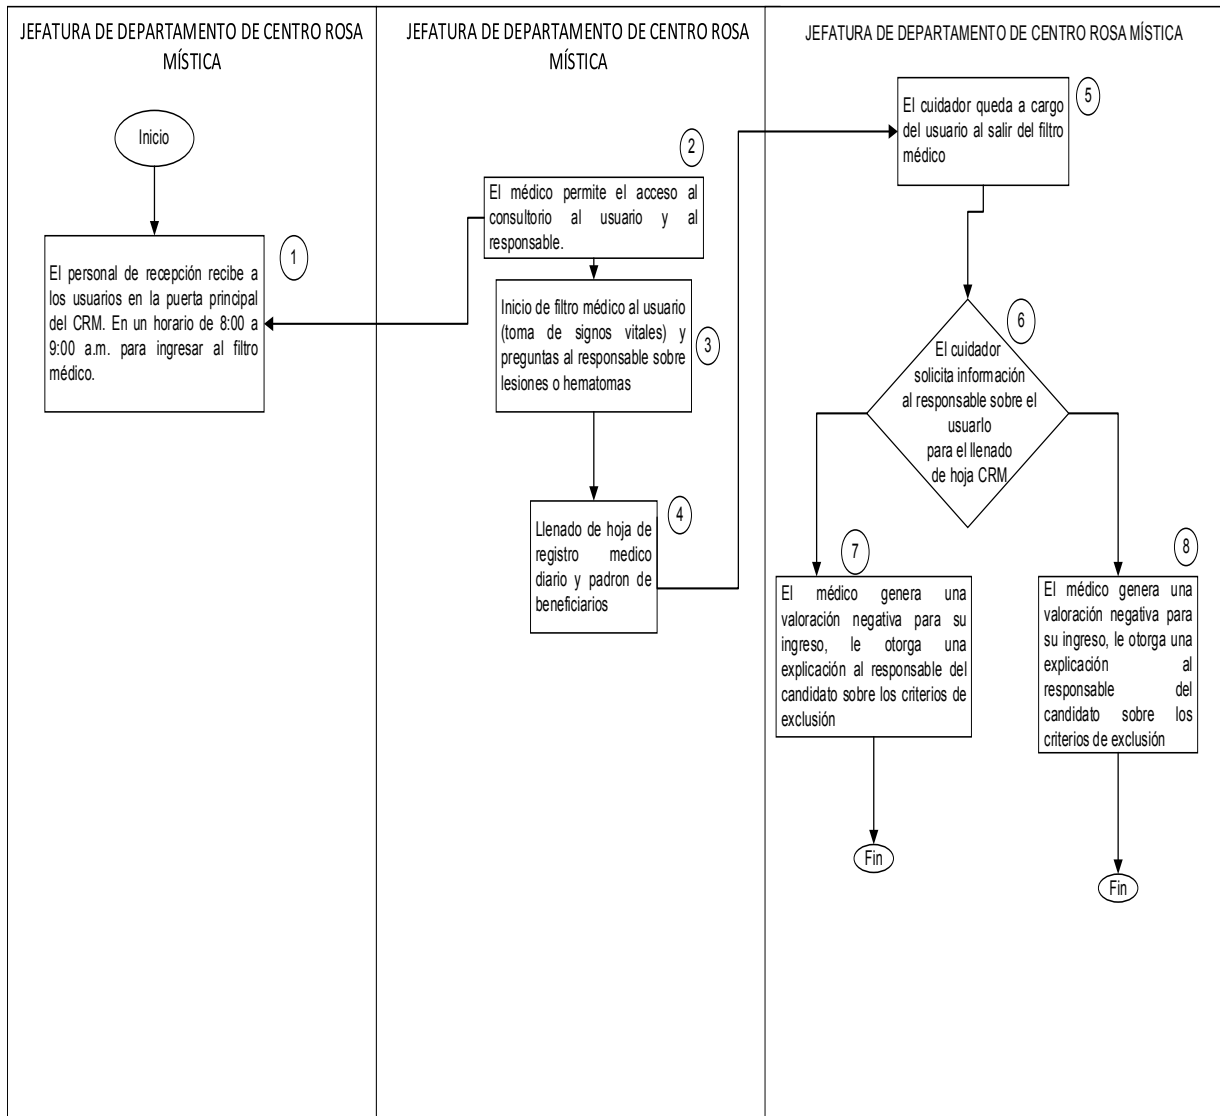 JEFATURA DE DEPARTAMENTO DE CENTRO ROSA
MÍSTICA
Inicio
1
El personal de recepción recibe a
los usuarios en la puerta principal
del CRM. En un horario de 8:00 a
9:00 a.m. para ingresar al filtro
médico.
JEFATURA DE DEPARTAMENTO DE CENTRO ROSA
MÍSTICA
2
El médico permite el acceso al
consultorio al usuario y al
responsable.
Inicio de filtro médico al usuario
(toma de signos vitales) y
preguntas al responsable sobre
lesiones o hematomas
3
4
Llenado de hoja de
registro medico
diario y padron de
beneficiarios
JEFATURA DE DEPARTAMENTO DE CENTRO ROSA MÍSTICA
5
El cuidador queda a cargo
del usuario al salir del filtro
médico
6
El cuidador
solicita información
al responsable sobre el
usuarlo
para el llenado
de hoja CRM
7
El médico genera una
valoración negativa para su
ingreso, le otorga una
explicación al responsable del
candidato sobre los criterios de
exclusión
Fin
8
El médico genera una
valoración negativa para
su ingreso, le otorga una
explicación al
responsable del
candidato sobre los
criterios de exclusión
Fin